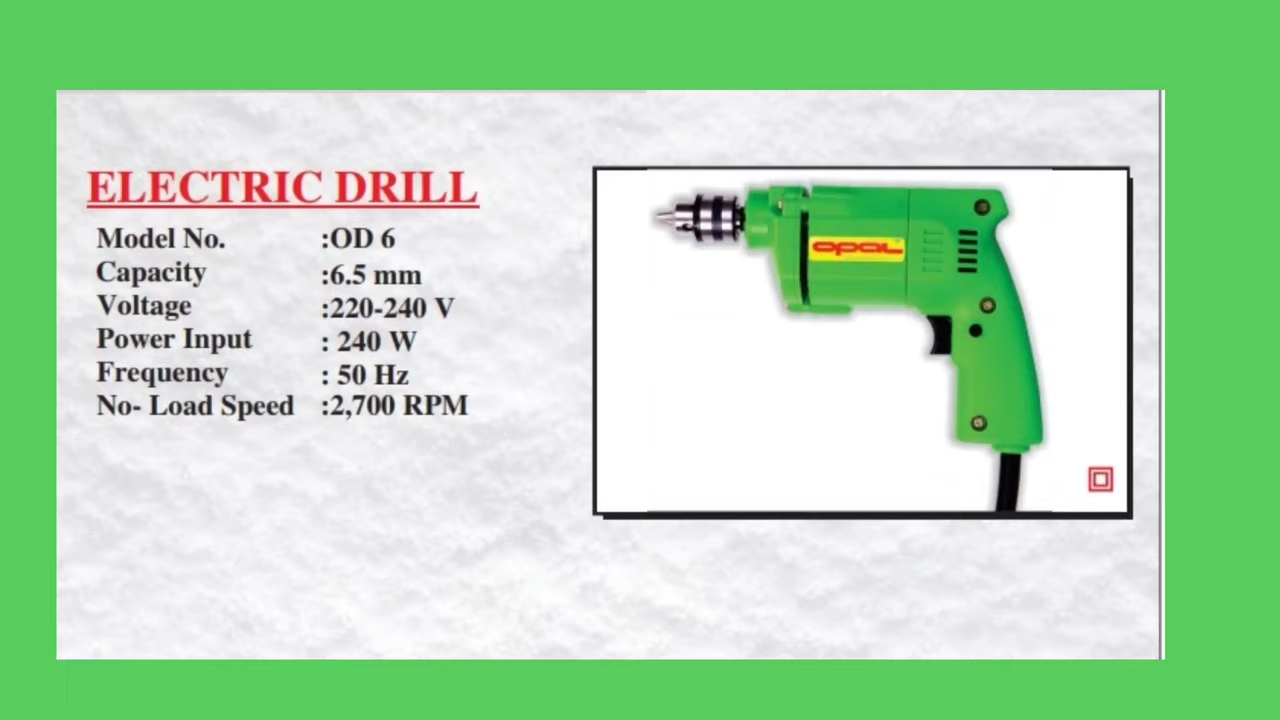 ELECTRIC DRILL
Model No. :OD 6
Capacity :6.5 mm
Voltage :220-240 V
Power Input : 240 W
Frequency : 50 Hz
No- Load Speed :2,700 RPM
opal